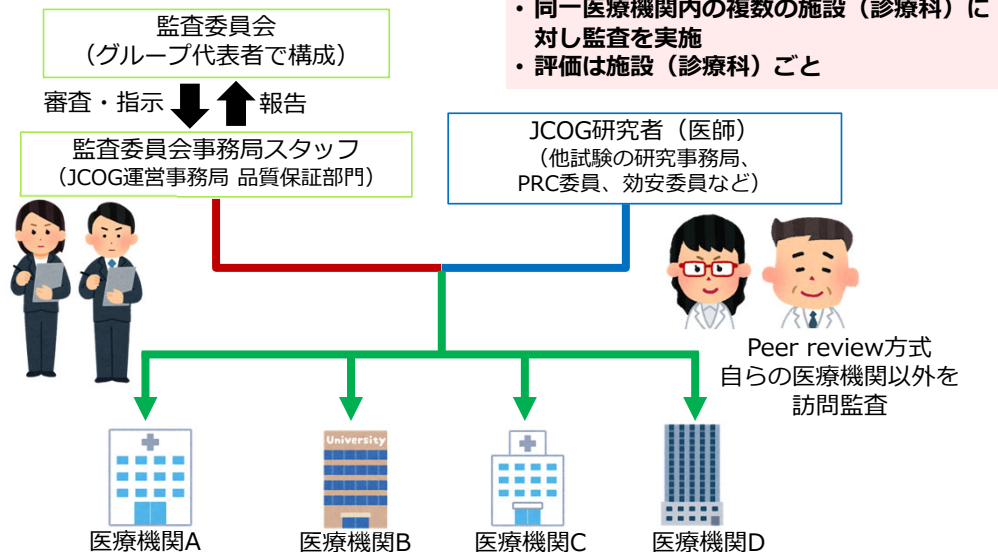 ・同一医療機関内の複数の施設（診療科）に
対し監査を実施
・評価は施設（診療科）ごと
監査委員会
（グループ代表者で構成）
審査・指示
報告
監査委員会事務局スタッフ
（JCOG運営事務局 品質保証部門）
JCOG研究者（医師）
（他試験の研究事務局、
PRC委員、効安委員など）
Peer review方式
自らの医療機関以外を
訪問監査
University
医療機関A
医療機関B
医療機関C
医療機関D